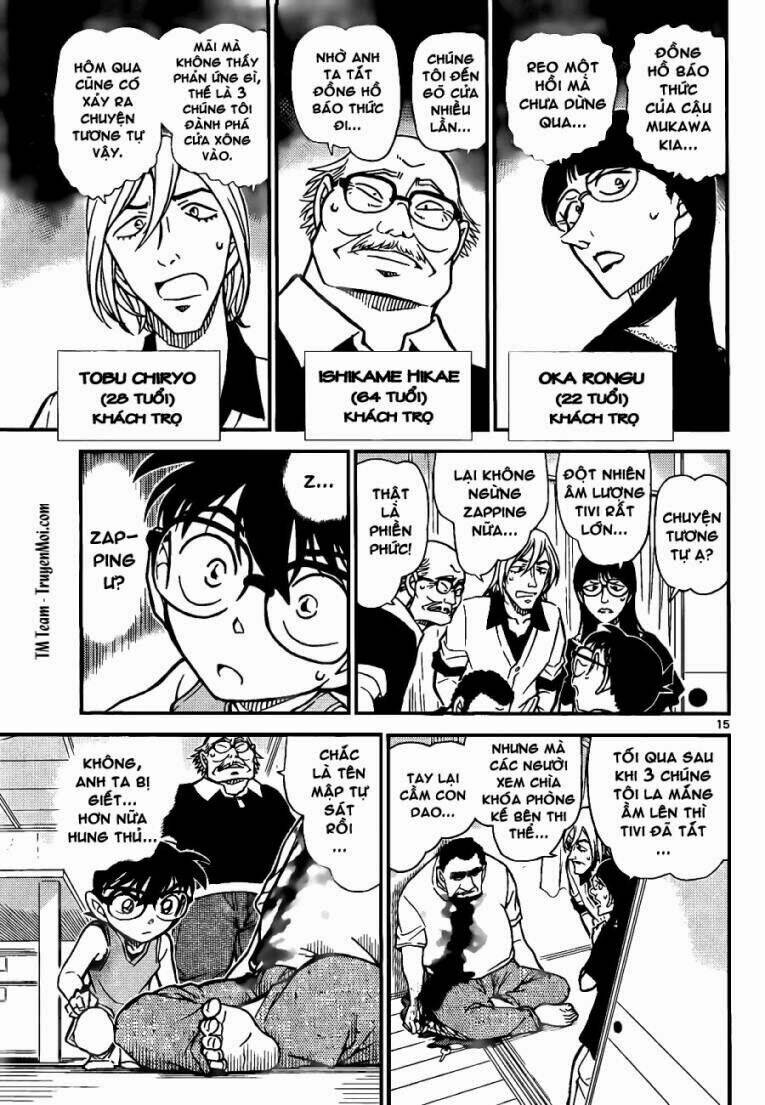 ĐỒNG
HỒ BÁO
THỨC
CỦA CẬU
MUKAWA
KIA...
REO MỘT
HỒI MÀ
CHƯA DỪNG
QUA...
OKA RONGU
(22 TUỔI)
KHÁCH TRỌ
CHÚNG
TÔI ĐẾN
GÕ CỬA
NHIỀU
LẦN...
NHỜ ANH
TA TẮT
ĐỒNG HỒ
BÁO THỨC
ĐI...
ISHIKAME HIKAE
(64 TUỔI)
KHÁCH TRỌ
MÃI MÀ
KHÔNG THẤY
PHẢN ỨNG GÌ,
THẾ LÀ 3
CHÚNG TÔI
ĐÀNH PHÁ
CỬA XÔNG
VÀO.
HÔM QUA
CŨNG CÓ
XẢY RA
CHUYỆN
TƯƠNG TỰ
VẬY.
TOBU CHIRYO
(28 TUỔI)
KHÁCH TRỌ
CHUYỆN
TƯƠNG
TỰ Ạ?
ĐỘT NHIÊN
ÂM LƯỢNG
TIVI RẤT
LỚN...
LẠI KHÔNG
NGỪNG
ZAPPING
NỮA...
THẬT
LÀ
PHIỀN
PHỨC!
Z...
ZAP-
PING
U?
TM Team - TruyenMoi.com
15
TỐI QUA SAU
KHI 3 CHÚNG
TÔI LA MẮNG
ẦM LÊN THÌ
TIVI ĐÃ TẮT
...
NHƯNG MÀ
CÁC NGƯỜI
XEM CHÌA
KHÓA PHÒNG
KẾ BÊN THI
THỂ...
TAY LẠI
CẦM CON
DAO...
CHẮC
LÀ TÊN
MẬP TỰ
SÁT
RỒI
...
KHÔNG,
ANH TA BỊ
GIẾT...
HƠN NỮA
HUNG THỦ...